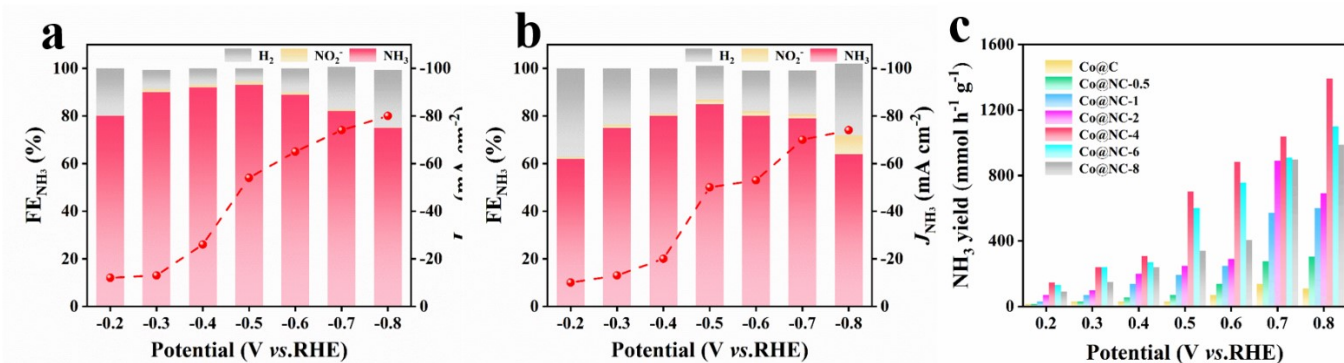 a
H₂ NO₂⁻ NH₃
100
80
60
40
20
0
FE_NH₃ (%)
-100
-80
-60
-40
-20
0
(mA cm⁻²)
-0.2 -0.3 -0.4 -0.5 -0.6 -0.7 -0.8
Potential (V vs.RHE)
b
H₂ NO₂⁻ NH₃
100
80
60
40
20
0
FE_NH₃ (%)
-100
-80
-60
-40
-20
0
J_NH₃ (mA cm⁻²)
-0.2 -0.3 -0.4 -0.5 -0.6 -0.7 -0.8
Potential (V vs.RHE)
c
1600
1200
800
400
0
NH₃ yield (mmol h⁻¹ g⁻¹)
Co@C
Co@NC-0.5
Co@NC-1
Co@NC-2
Co@NC-4
Co@NC-6
Co@NC-8
0.2 0.3 0.4 0.5 0.6 0.7 0.8
Potential (V vs.RHE)